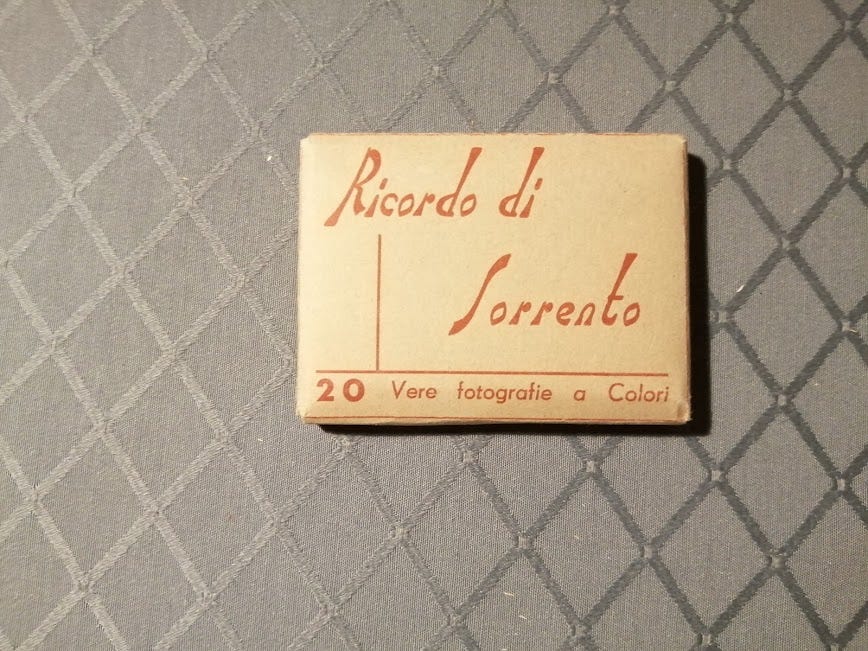 Ricordo di
Sorrento
20 Vere fotografie a Colori